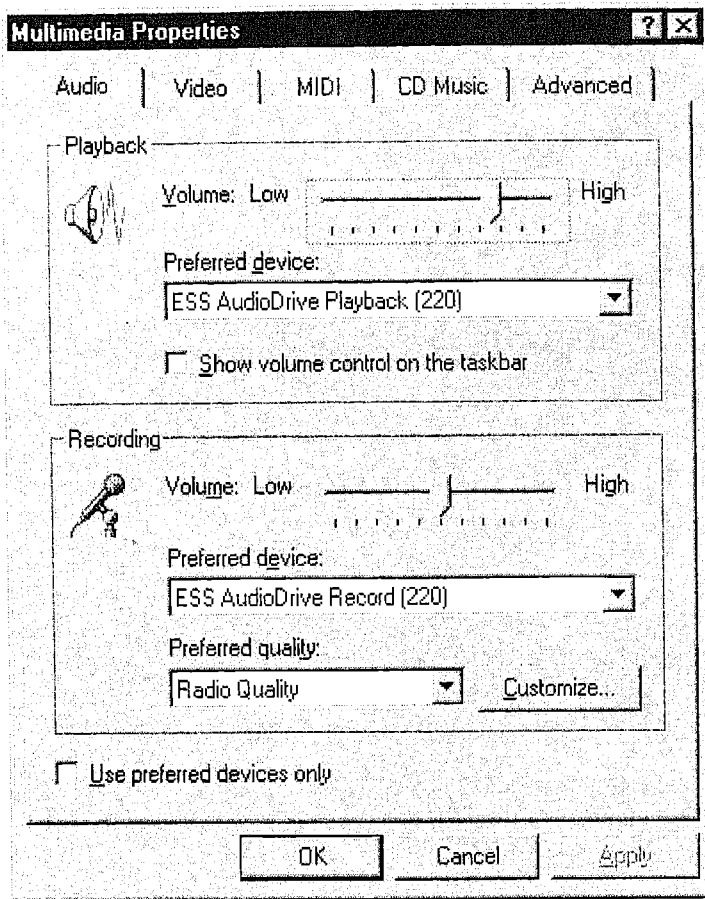 Multimedia Properties ? ×
Audio Video MIDI CD Music Advanced
Playback
Volume: Low High
Preferred device:
ESS AudioDrive Playback (220)
Show volume control on the taskbar
Recording
Volume: Low High
Preferred device:
ESS AudioDrive Record (220)
Preferred quality:
Radio Quality Customize...
Use preferred devices only
OK Cancel Apply